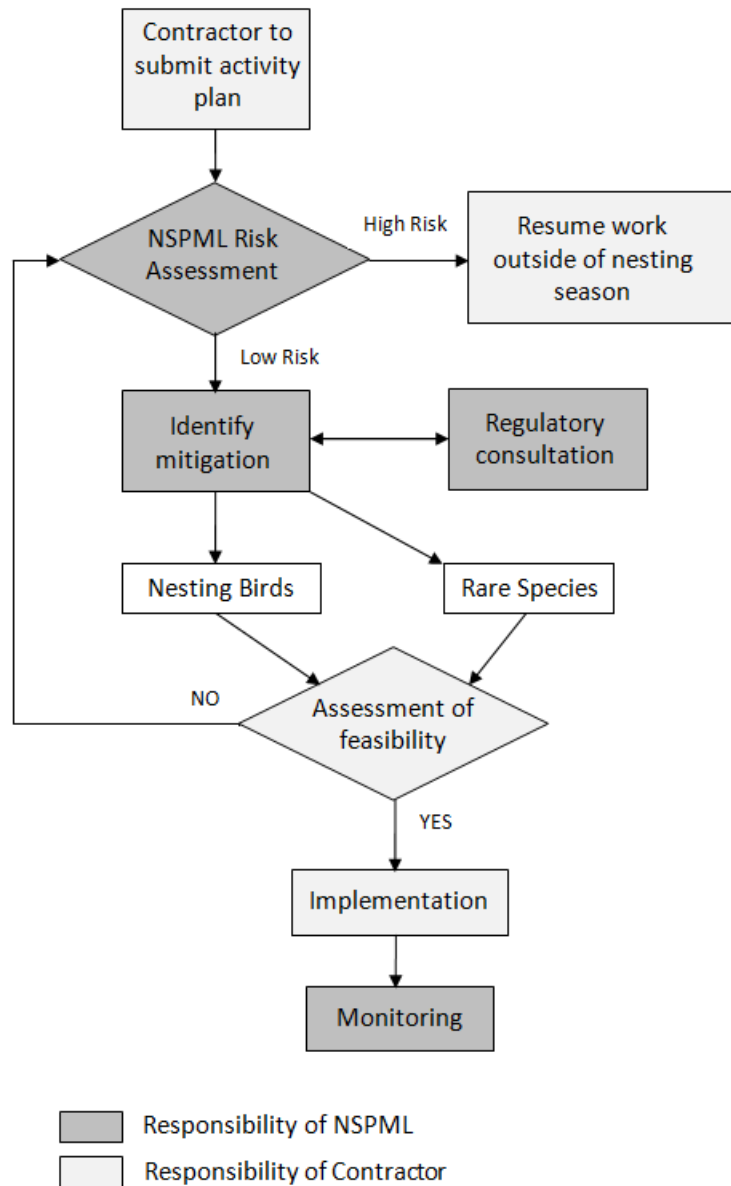 Contractor to
submit activity
plan
NSPML Risk
Assessment
High Risk
Resume work
outside of nesting
season
Low Risk
Identify
mitigation
Regulatory
consultation
Nesting Birds
Rare Species
NO
Assessment of
feasibility
YES
Implementation
Monitoring
Responsibility of NSPML
Responsibility of Contractor